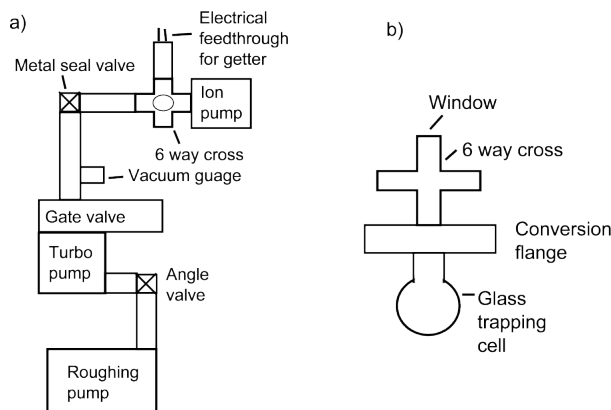 a)
Electrical
feedthrough
for getter
Metal seal valve
Ion
pump
6 way cross
Vacuum guage
Gate valve
Turbo
pump
Angle
valve
Roughing
pump
b)
Window
6 way cross
Conversion
flange
Glass
trapping
cell